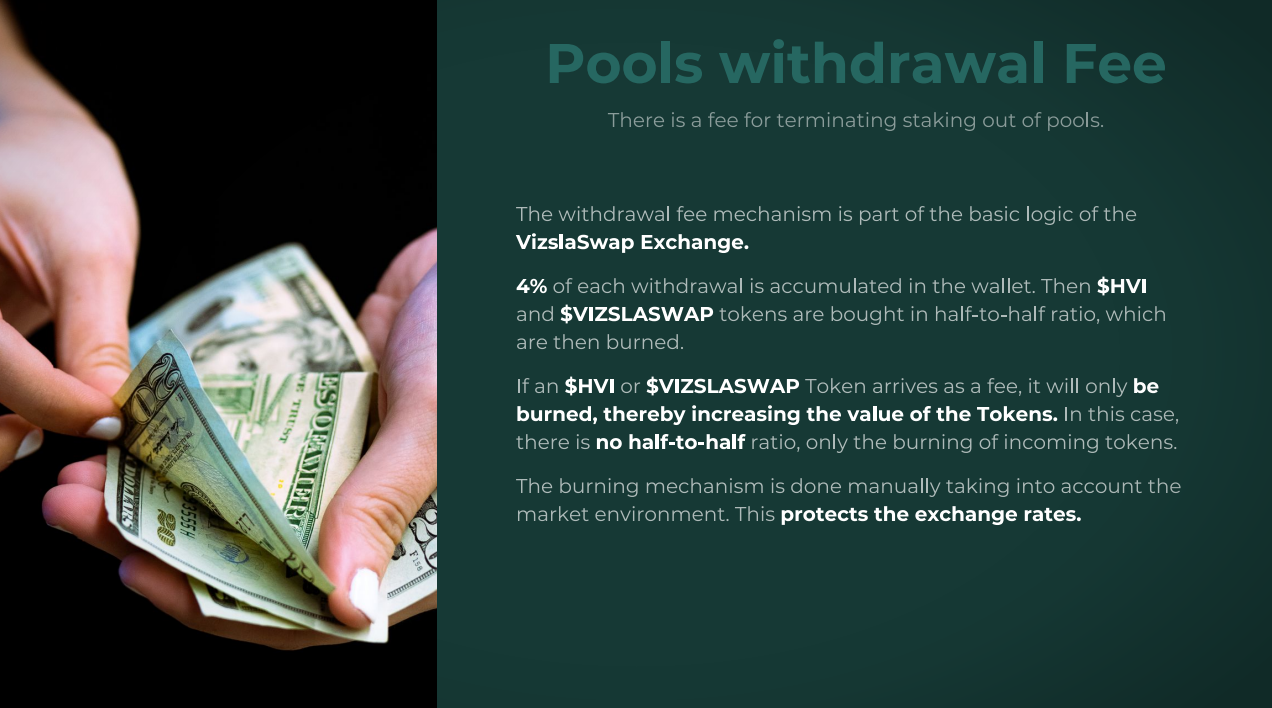 Pools withdrawal Fee
There is a fee for terminating staking out of pools.
The withdrawal fee mechanism is part of the basic logic of the
VizslaSwap Exchange.
4% of each withdrawal is accumulated in the wallet. Then $HVI
and $VIZSLASWAP tokens are bought in half-to-half ratio, which
are then burned.
If an $HVI or $VIZSLASWAP Token arrives as a fee, it will only be
burned, thereby increasing the value of the Tokens. In this case,
there is no half-to-half ratio, only the burning of incoming tokens.
The burning mechanism is done manually taking into account the
market environment. This protects the exchange rates.